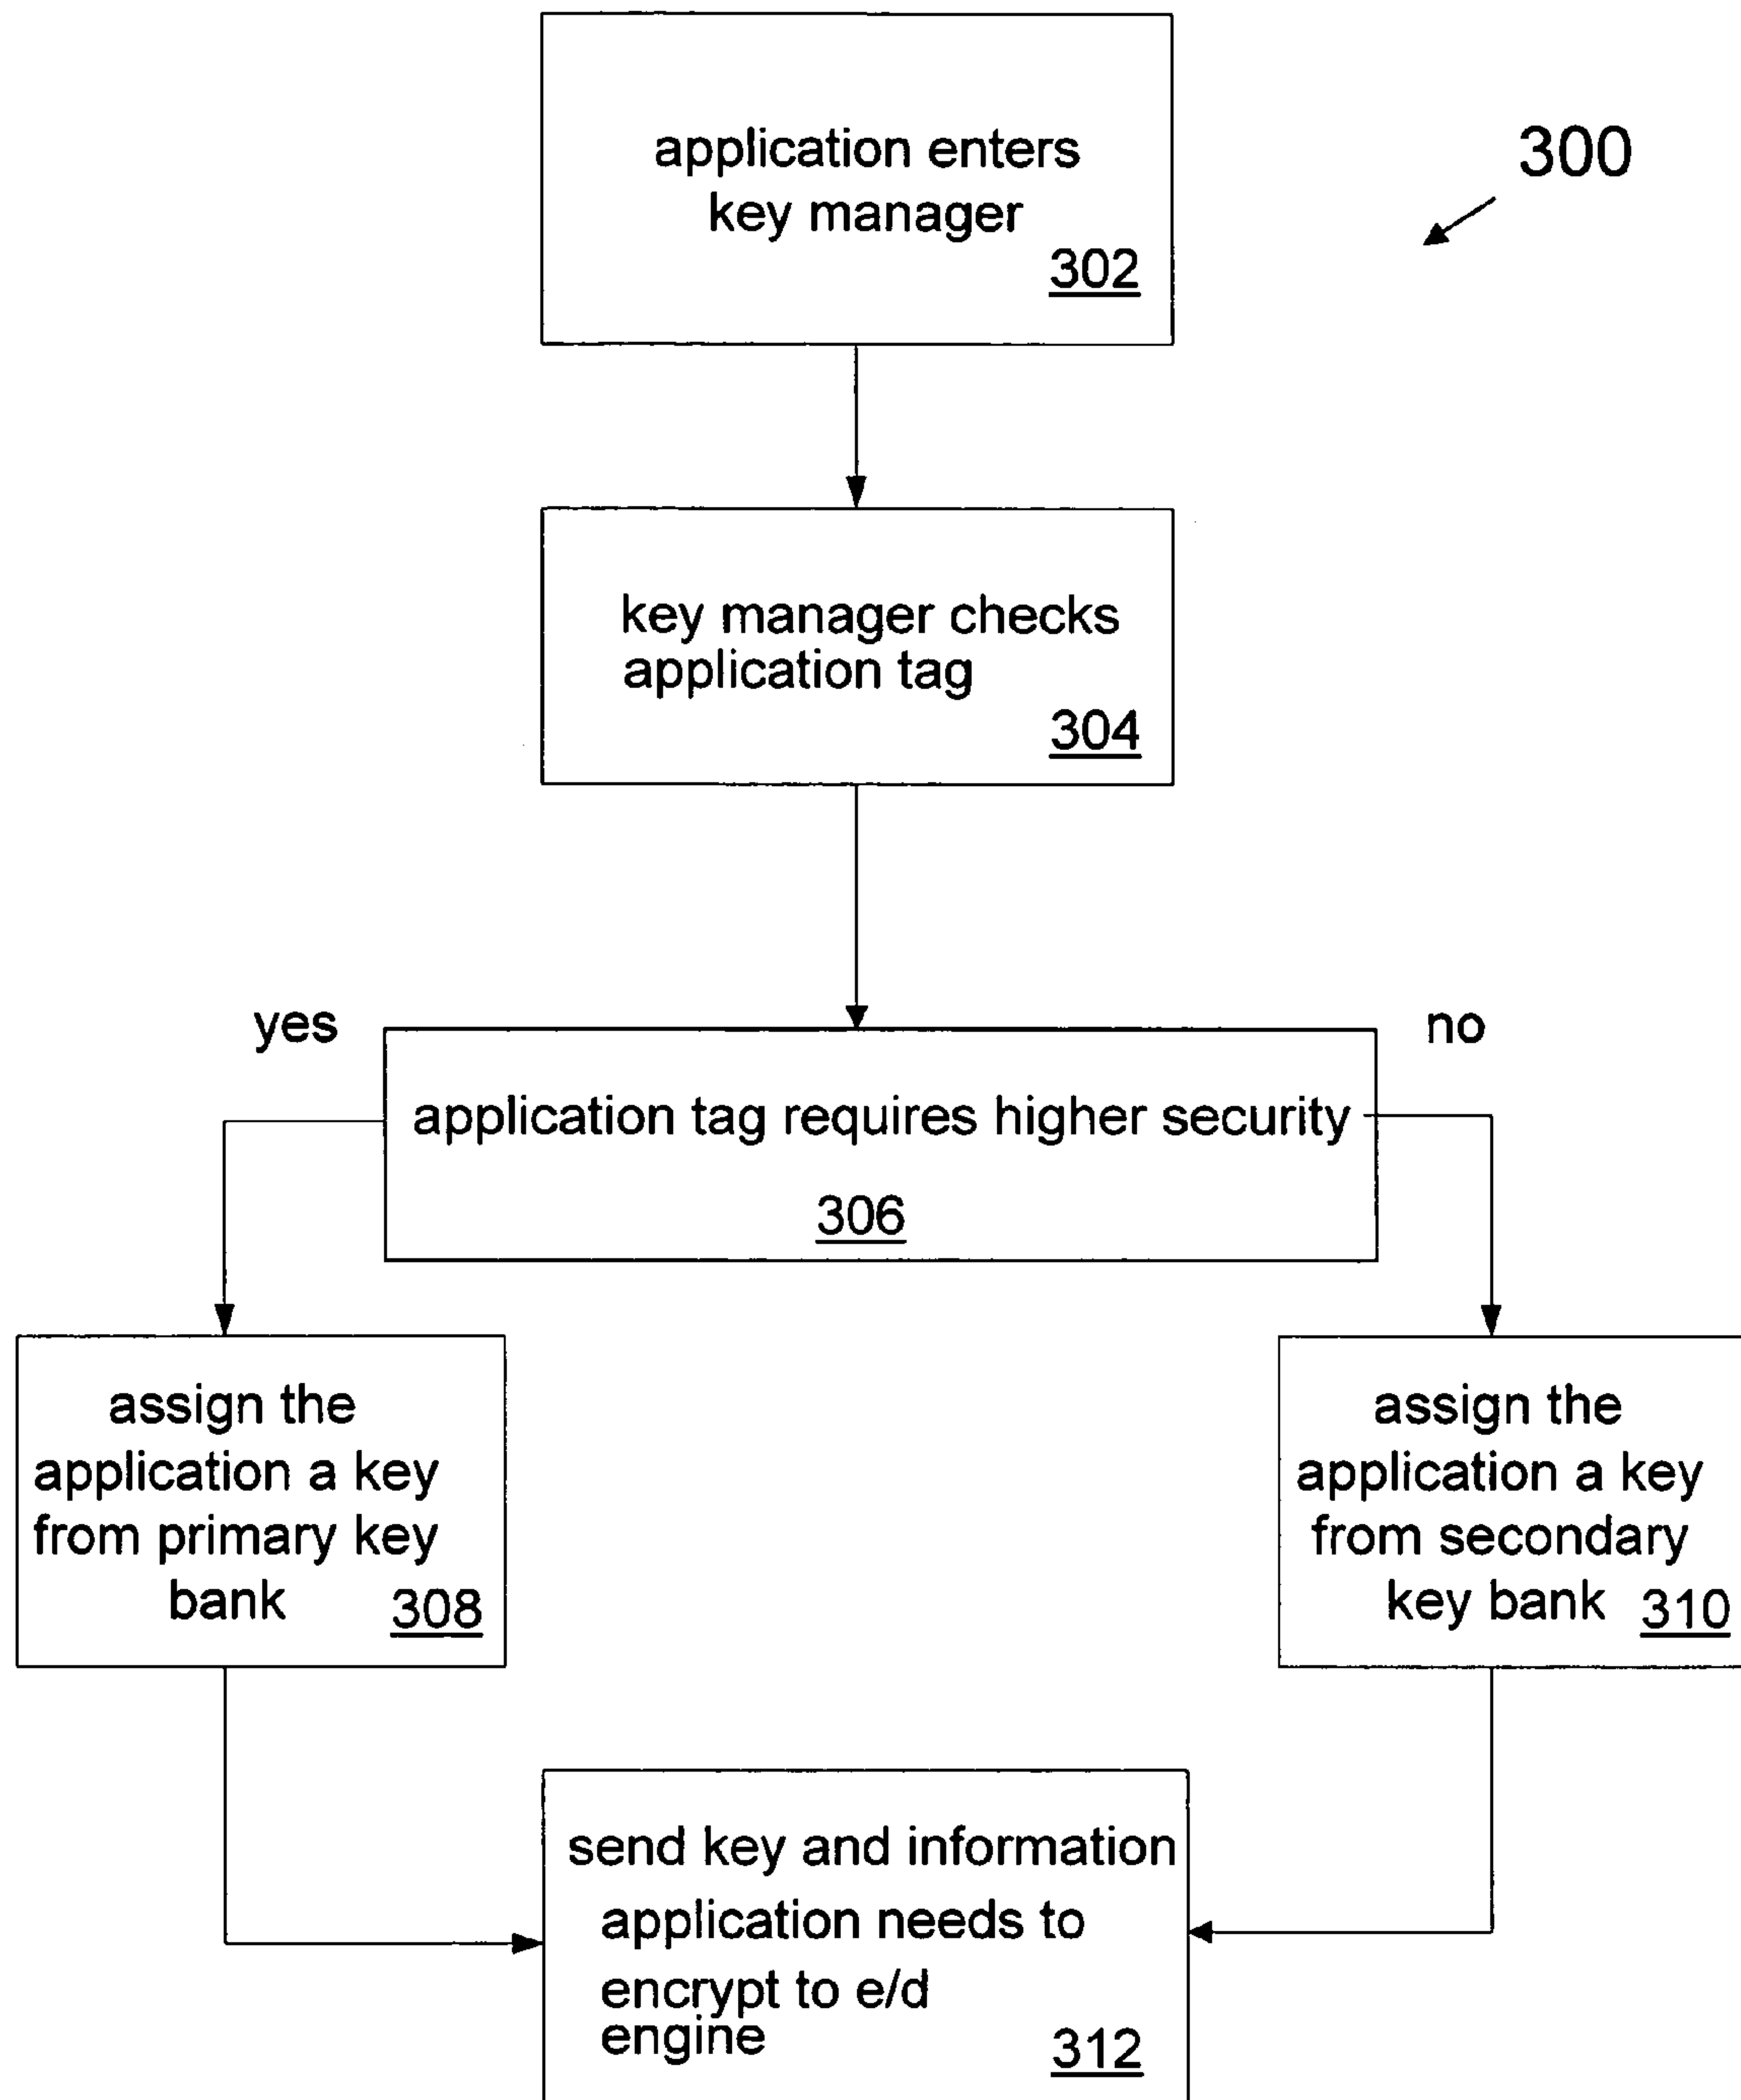 application enters
key manager
302
300
key manager checks
application tag
304
yes
no
application tag requires higher security
306
assign the
application a key
from primary key
bank 308
assign the
application a key
from secondary
key bank 310
send key and information
application needs to
encrypt to e/d
engine 312